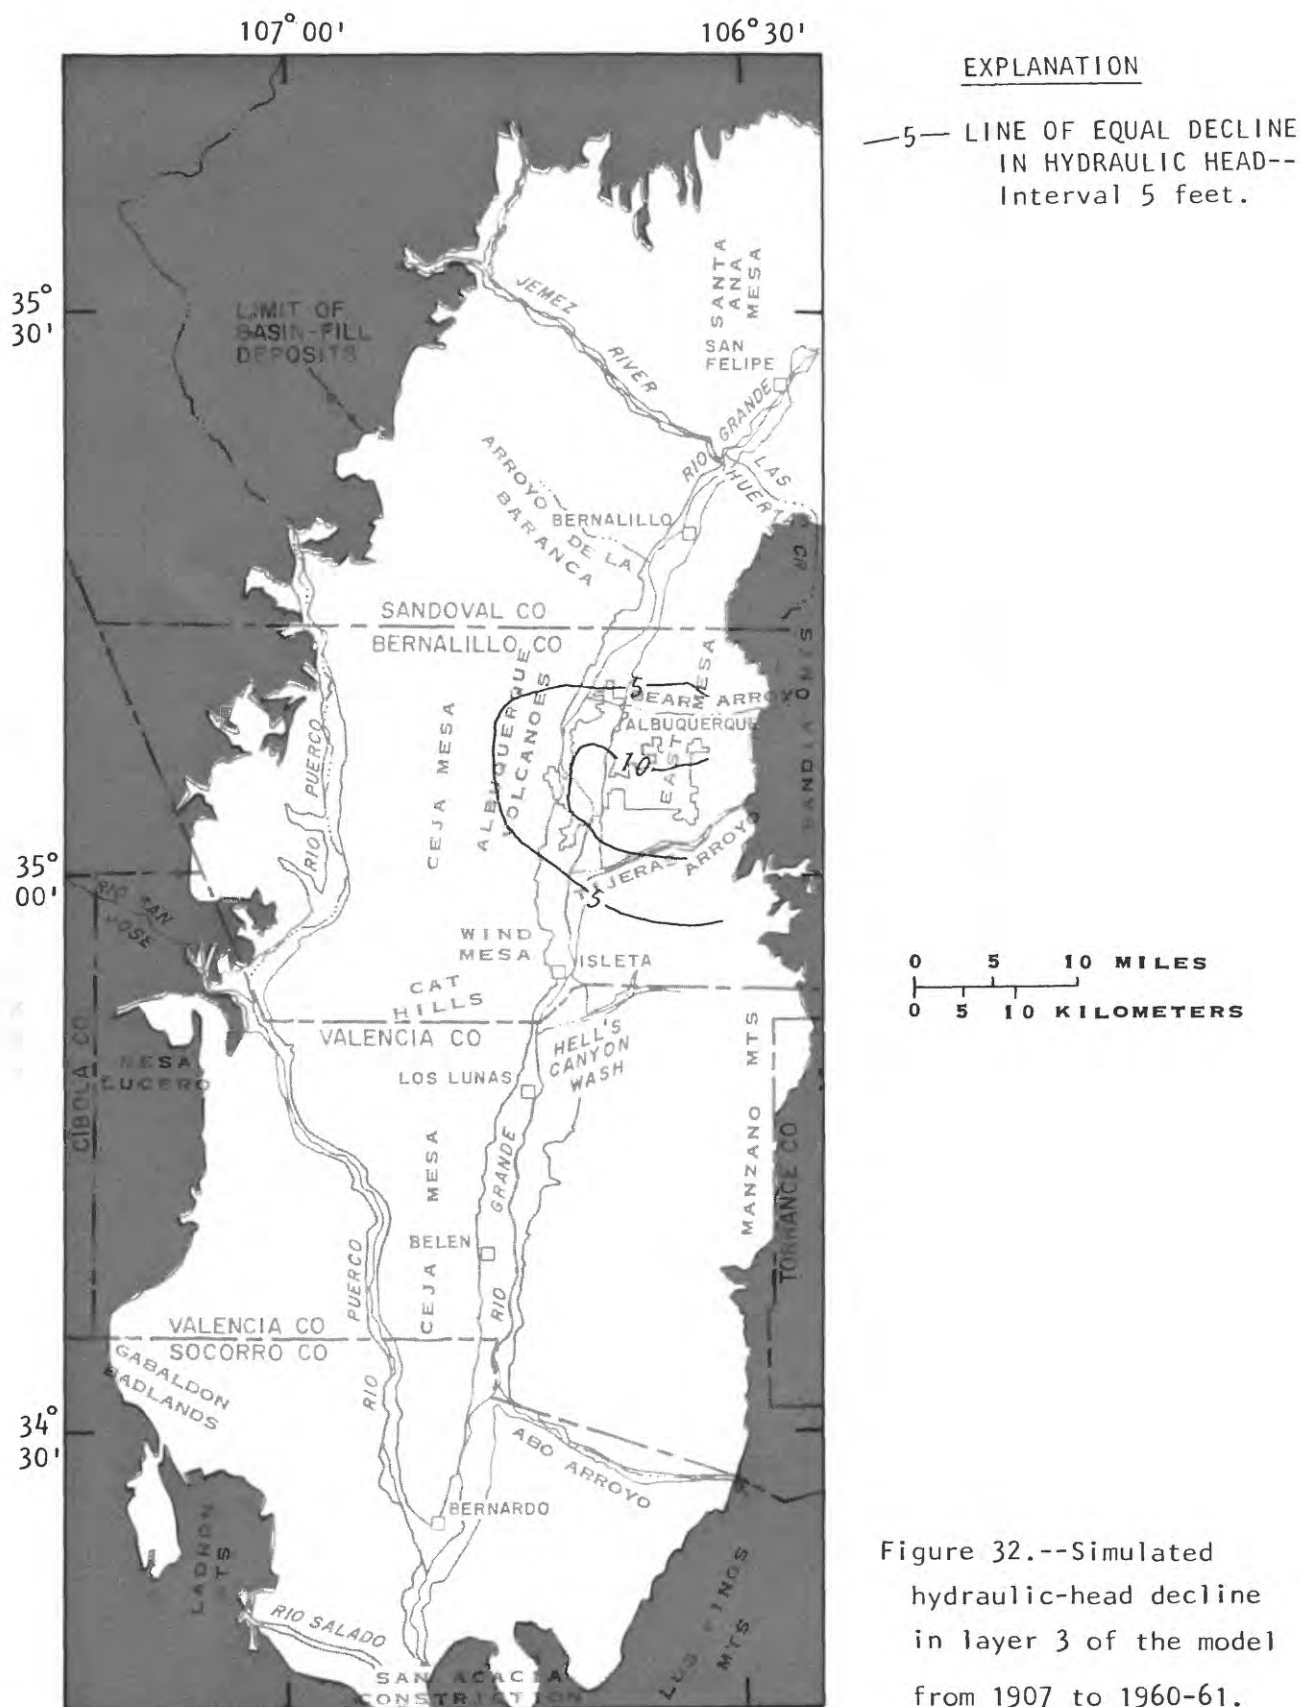 107°00'
106°30'
EXPLANATION
—5— LINE OF EQUAL DECLINE
IN HYDRAULIC HEAD--
Interval 5 feet.
35°
30'
LIMIT OF
BASIN-FILL
DEPOSITS
JEMEZ
RIVER
SANTA
ANA
MESA
SAN
FELIPE
RIO GRANDE
LAS
HUERTAS CR
ARROYO
DE LA
BARANCA
BERNALILLO
SANDOVAL CO
BERNALILLO CO
SANDIA MTS
RIO PUERCO
CEJA MESA
ALBUQUERQUE
VOLCANOES
5
BEAR ARROYO
ALBUQUERQUE
EAST MESA
10
TIJERAS ARROYO
5
35°
00'
RIO SAN
JOSE
WIND
MESA
ISLETA
CAT
HILLS
VALENCIA CO
HELL'S
CANYON
WASH
LOS LUNAS
0 5 10 MILES
0 5 10 KILOMETERS
CIBOLA CO
MESA
LUCERO
MANZANO MTS
TORRANCE CO
CEJA MESA
RIO GRANDE
BELEN
RIO PUERCO
VALENCIA CO
SOCORRO CO
GABALDON
BADLANDS
34°
30'
ABO ARROYO
BERNARDO
LADRON
MTS
RIO SALADO
SAN ACACIA
CONSTRICTION
LOS PINOS
MTS
Figure 32.--Simulated
hydraulic-head decline
in layer 3 of the model
from 1907 to 1960-61.